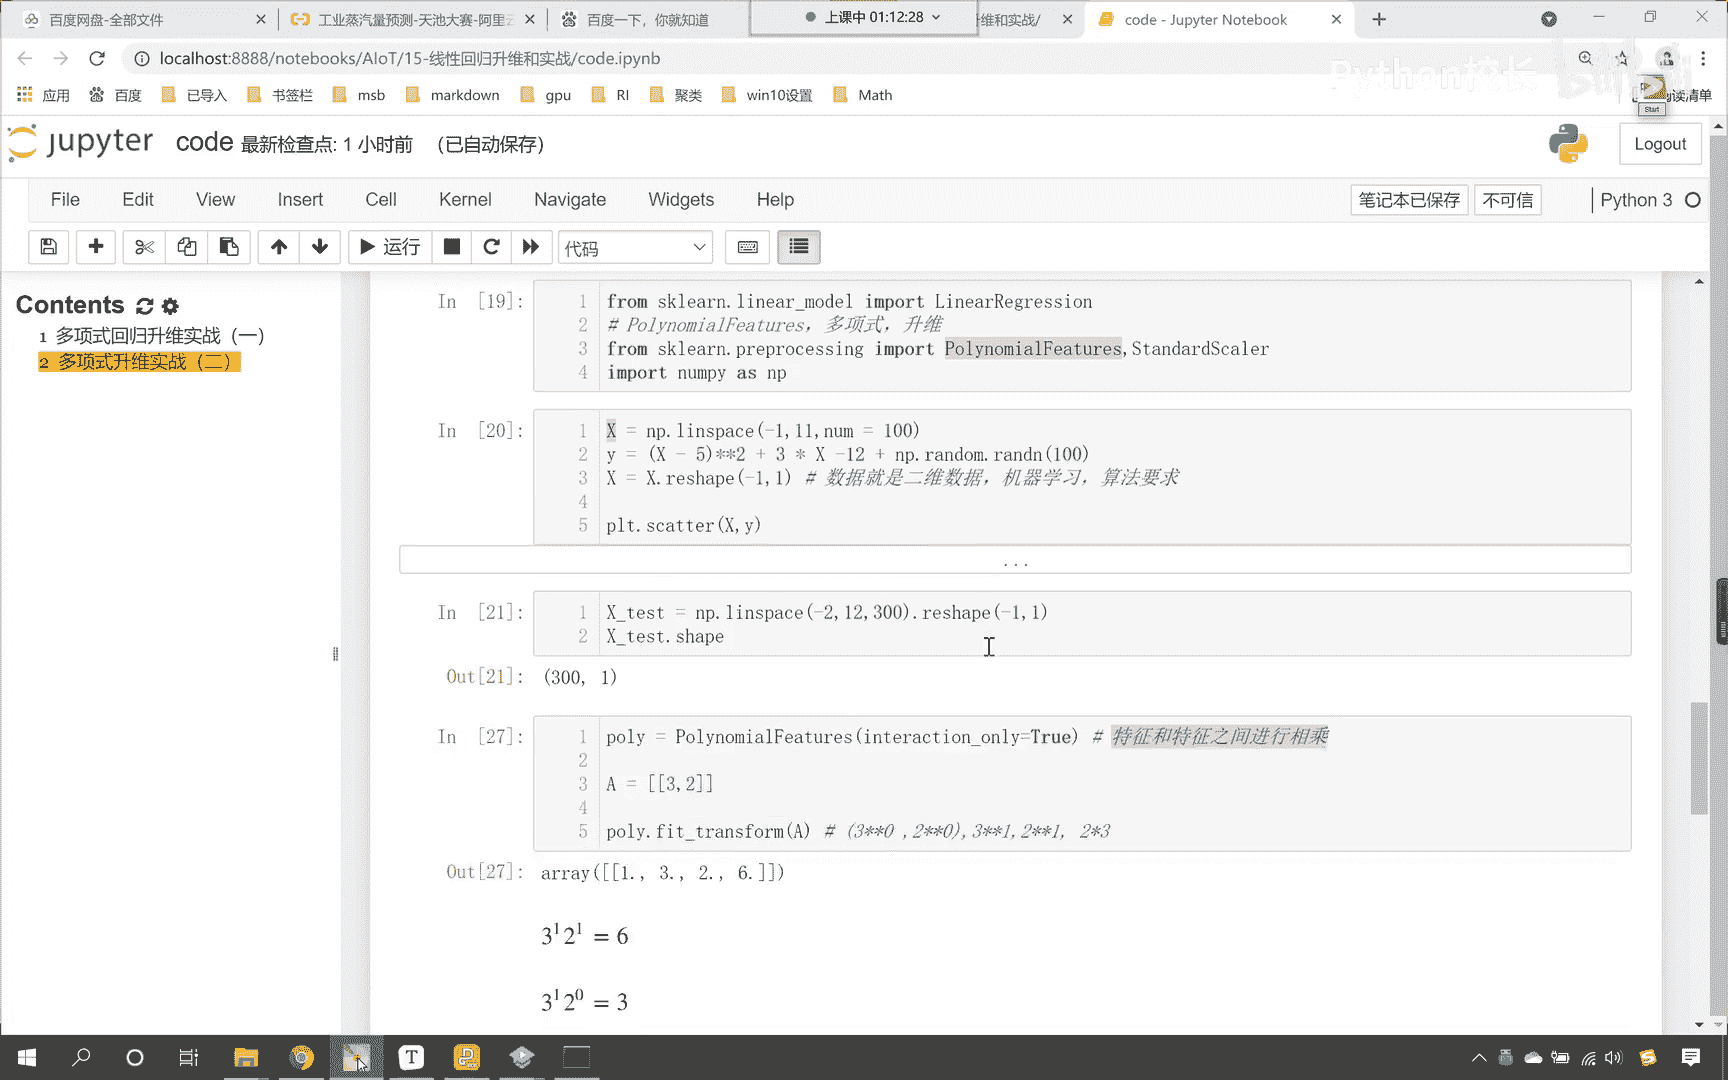 百度网盘-全部文件
工业蒸汽量预测-天池大赛-阿里云
百度一下，你就知道
上课中 01:12:28
维和实战/
code - Jupyter Notebook
localhost:8888/notebooks/AIoT/15-线性回归升维和实战/code.ipynb
Python校长
应用 百度 已导入 书签栏 msb markdown gpu RI 聚类 win10设置 Math
阅读清单
Start
jupyter code 最新检查点: 1 小时前 (已自动保存)
Logout
File Edit View Insert Cell Kernel Navigate Widgets Help
笔记本已保存 不可信 Python 3
运行 代码
Contents
1 多项式回归升维实战（一）
2 多项式升维实战（二）
In [19]:
1 from sklearn.linear_model import LinearRegression
2 # PolynomialFeatures, 多项式, 升维
3 from sklearn.preprocessing import PolynomialFeatures,StandardScaler
4 import numpy as np
In [20]:
1 X = np.linspace(-1,11,num = 100)
2 y = (X - 5)**2 + 3 * X -12 + np.random.randn(100)
3 X = X.reshape(-1,1) # 数据就是二维数据, 机器学习, 算法要求
4
5 plt.scatter(X,y)
...
In [21]:
1 X_test = np.linspace(-2,12,300).reshape(-1,1)
2 X_test.shape
Out[21]: (300, 1)
In [27]:
1 poly = PolynomialFeatures(interaction_only=True) # 特征和特征之间进行相乘
2
3 A = [[3,2]]
4
5 poly.fit_transform(A) # (3**0 ,2**0),3**1,2**1, 2*3
Out[27]: array([[1., 3., 2., 6.]])
3¹2¹ = 6
3¹2⁰ = 3